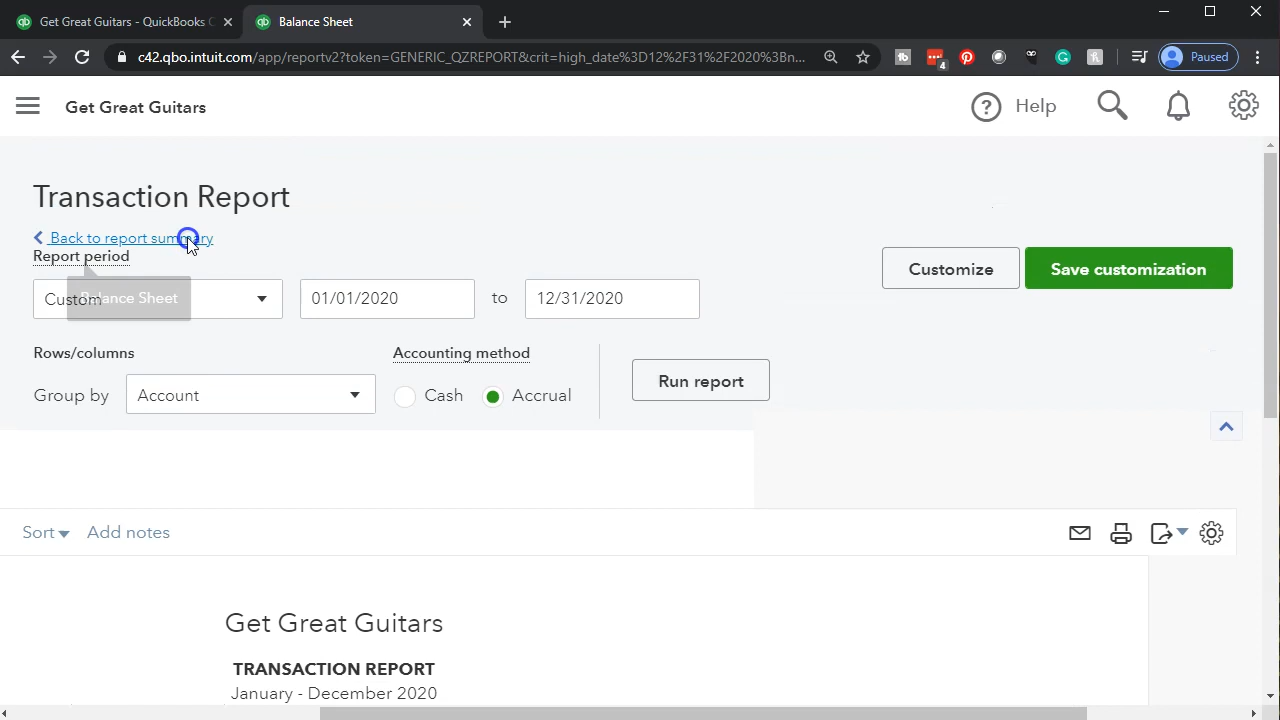 Get Great Guitars - QuickBooks C
Balance Sheet
c42.qbo.intuit.com/app/reportv2?token=GENERIC_QZREPORT&crit=high_date%3D12%2F31%2F2020%3Bn...
4
Paused
Get Great Guitars
Help
Transaction Report
Back to report summary
Report period
Custom
Balance Sheet
01/01/2020
to
12/31/2020
Customize
Save customization
Rows/columns
Accounting method
Group by
Account
Cash
Accrual
Run report
Sort
Add notes
Get Great Guitars
TRANSACTION REPORT
January - December 2020